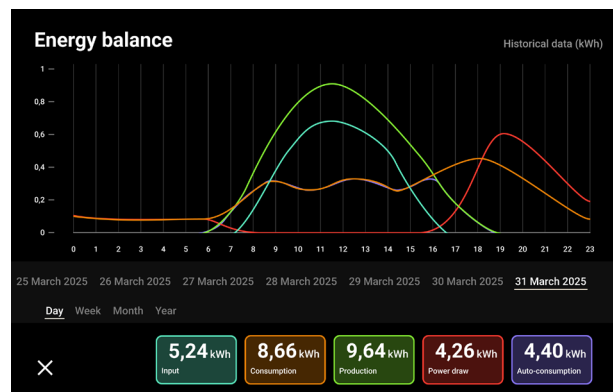 Energy balance
Historical data (kWh)
1
0,8
0,6
0,4
0,2
0
0 1 2 3 4 5 6 7 8 9 10 11 12 13 14 15 16 17 18 19 20 21 22 23
25 March 2025 26 March 2025 27 March 2025 28 March 2025 29 March 2025 30 March 2025 31 March 2025
Day Week Month Year
5,24 kWh 8,66 kWh 9,64 kWh 4,26 kWh 4,40 kWh
Input Consumption Production Power draw Auto-consumption